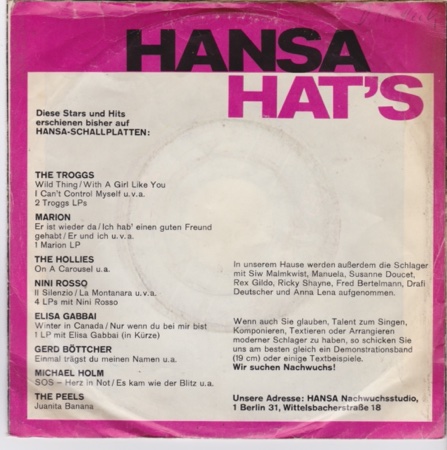 HANSA
HAT'S
Diese Stars und Hits
erschienen bisher auf
HANSA-SCHALLPLATTEN:
THE TROGGS
Wild Thing / With A Girl Like You
I Can't Control Myself u. v. a.
2 Troggs LPs
MARION
Er ist wieder da / Ich hab' einen guten Freund
gehabt / Er und ich u. v. a.
1 Marion LP
THE HOLLIES
On A Carousel u. a.
NINI ROSSO
Il Silenzio / La Montanara u. v. a.
4 LPs mit Nini Rosso
ELISA GABBAI
Winter in Canada / Nur wenn du bei mir bist
1 LP mit Elisa Gabbai (in Kürze)
GERD BÖTTCHER
Einmal trägst du meinen Namen u. a.
MICHAEL HOLM
SOS – Herz in Not / Es kam wie der Blitz u. a.
THE PEELS
Juanita Banana
In unserem Hause werden außerdem die Schlager
mit Siw Malmkwist, Manuela, Susanne Doucet,
Rex Gildo, Ricky Shayne, Fred Bertelmann, Drafi
Deutscher und Anna Lena aufgenommen.
Wenn auch Sie glauben, Talent zum Singen,
Komponieren, Textieren oder Arrangieren
moderner Schlager zu haben, so schicken Sie
uns am besten gleich ein Demonstrationsband
(19 cm) oder einige Textbeispiele.
Wir suchen Nachwuchs!
Unsere Adresse: HANSA Nachwuchsstudio,
1 Berlin 31, Wittelsbacherstraße 18